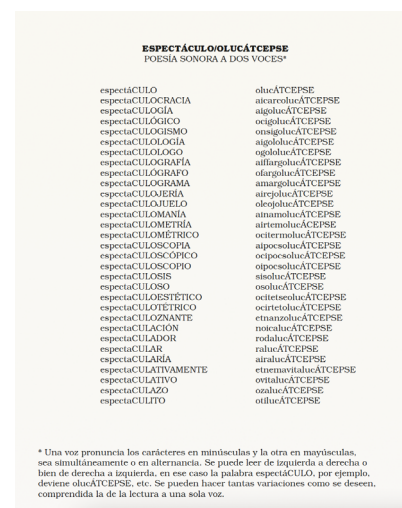 ESPECTÁCULO/OLUCÁTCEPSE
POESÍA SONORA A DOS VOCES*
espectáCULO olucÁTCEPSE
espectaCULOCRACIA aicarcolucÁTCEPSE
espectaCULOGÍA aigolucÁTCEPSE
espectaCULÓGICO ocigolucÁTCEPSE
espectaCULOGISMO onsigolucÁTCEPSE
espectaCULOLOGÍA aigololucÁTCEPSE
espectaCULOLOGO ogololucÁTCEPSE
espectaCULOGRAFÍA aiffargolucÁTCEPSE
espectaCULÓGRAFO ofargolucÁTCEPSE
espectaCULOGRAMA amargolucÁTCEPSE
espectaCULOJERÍA airejolucÁTCEPSE
espectaCULOJUELO oleojolucÁTCEPSE
espectaCULOMANÍA ainamolucÁTCEPSE
espectaCULOMETRÍA airtemolucÁCEPSE
espectaCULOMÉTRICO ocitermolucÁTCEPSE
espectaCULOSCOPIA aipocsolucÁTCEPSE
espectaCULOSCÓPICO ocipocsolucÁTCEPSE
espectaCULOSCOPIO oipocsolucÁTCEPSE
espectaCULOSIS sisolucÁTCEPSE
espectaCULOSO osolucÁTCEPSE
espectaCULOESTÉTICO ocitetseolucÁTCEPSE
espectaCULOTÉTRICO ocirtetolucÁTCEPSE
espectaCULOZNANTE etnanzolucÁTCEPSE
espectaCULACIÓN noicalucÁTCEPSE
espectaCULADOR rodalucÁTCEPSE
espectaCULAR ralucÁTCEPSE
espectaCULARÍA airalucÁTCEPSE
espectaCULATIVAMENTE etnemavitalucÁTCEPSE
espectaCULATIVO ovitalucÁTCEPSE
espectaCULAZO ozalucÁTCEPSE
espectaCULITO otilucÁTCEPSE
* Una voz pronuncia los carácteres en minúsculas y la otra en mayúsculas,
sea simultáneamente o en alternancia. Se puede leer de izquierda a derecha o
bien de derecha a izquierda, en ese caso la palabra espectáCULO, por ejemplo,
deviene olucÁTCEPSE, etc. Se pueden hacer tantas variaciones como se deseen,
comprendida la de la lectura a una sola voz.